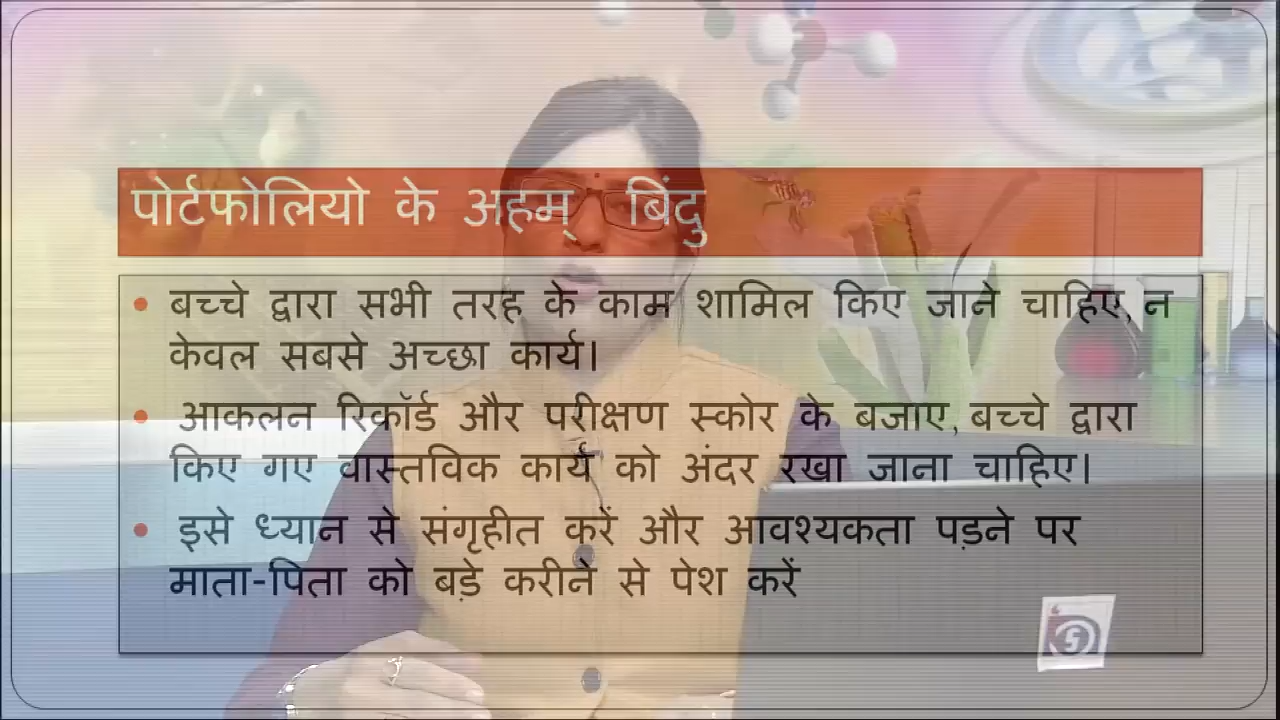 पोर्टफोलियो के अहम् बिंदु
बच्चे द्वारा सभी तरह के काम शामिल किए जाने चाहिए, न
केवल सबसे अच्छा कार्य।
आकलन रिकॉर्ड और परीक्षण स्कोर के बजाए, बच्चे द्वारा
किए गए वास्तविक कार्य को अंदर रखा जाना चाहिए।
इसे ध्यान से संगृहीत करें और आवश्यकता पड़ने पर
माता-पिता को बड़े करीने से पेश करें